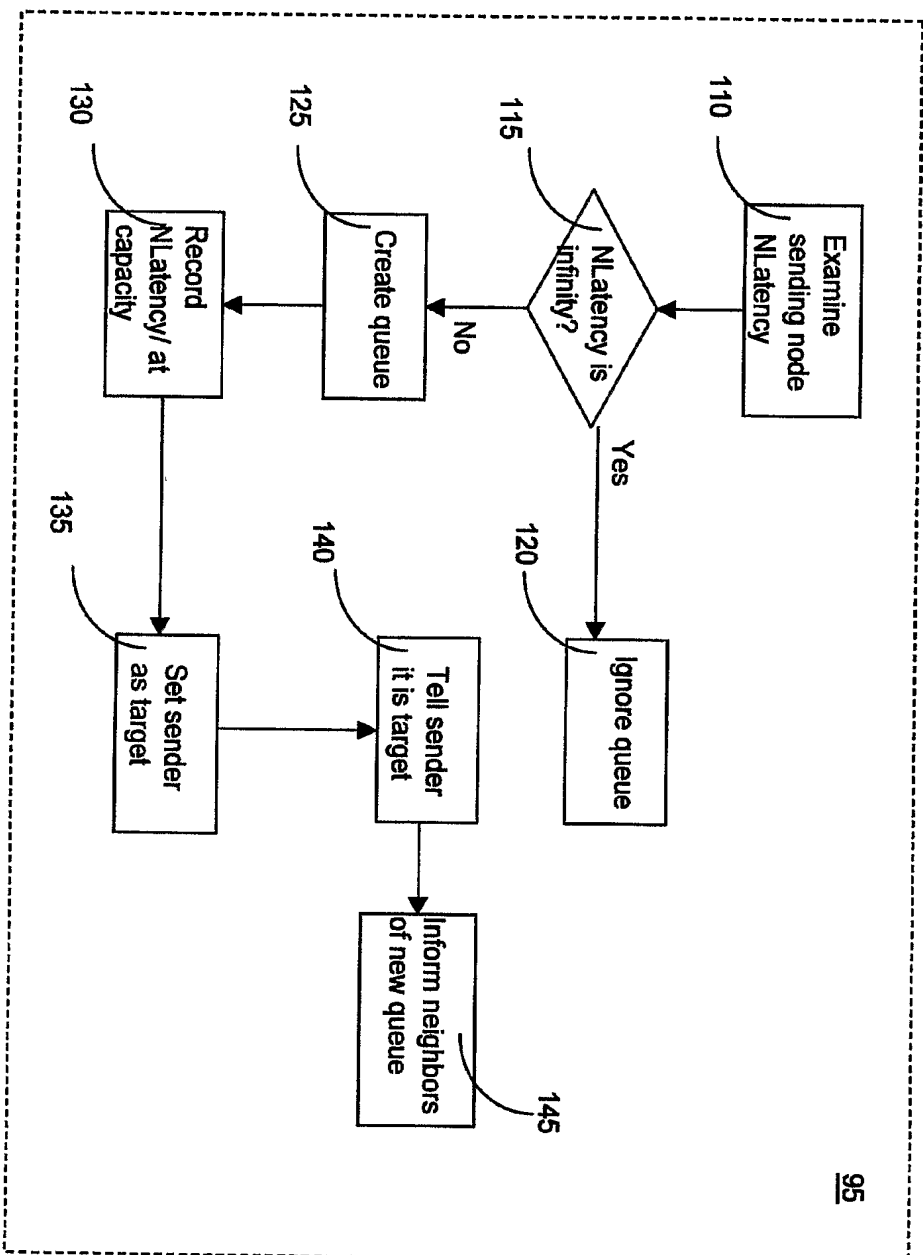 95
110
Examine
sending node
NLatency
115
NLatency is
infinity?
Yes
120
Ignore queue
No
125
Create queue
130
Record
NLatency/ at
capacity
135
Set sender
as target
140
Tell sender
it is target
145
Inform neighbors
of new queue